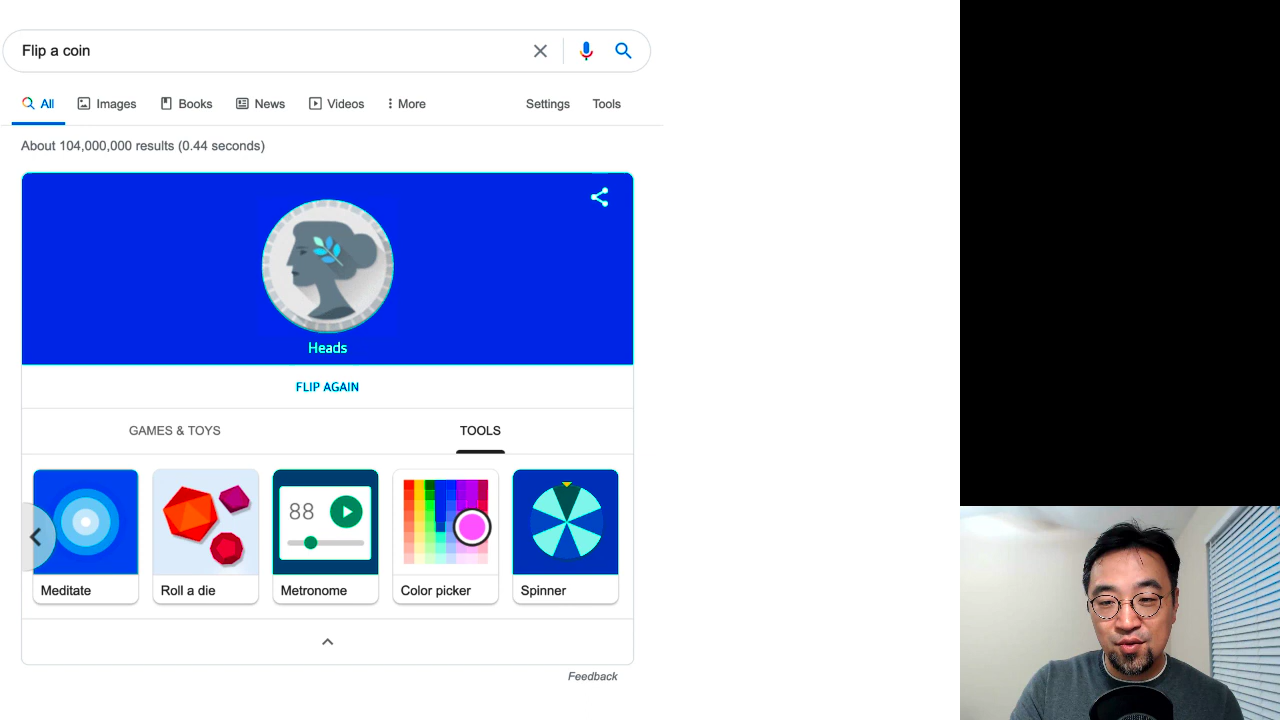 Flip a coin
All Images Books News Videos More Settings Tools
About 104,000,000 results (0.44 seconds)
Heads
FLIP AGAIN
GAMES & TOYS TOOLS
88
Meditate Roll a die Metronome Color picker Spinner
Feedback